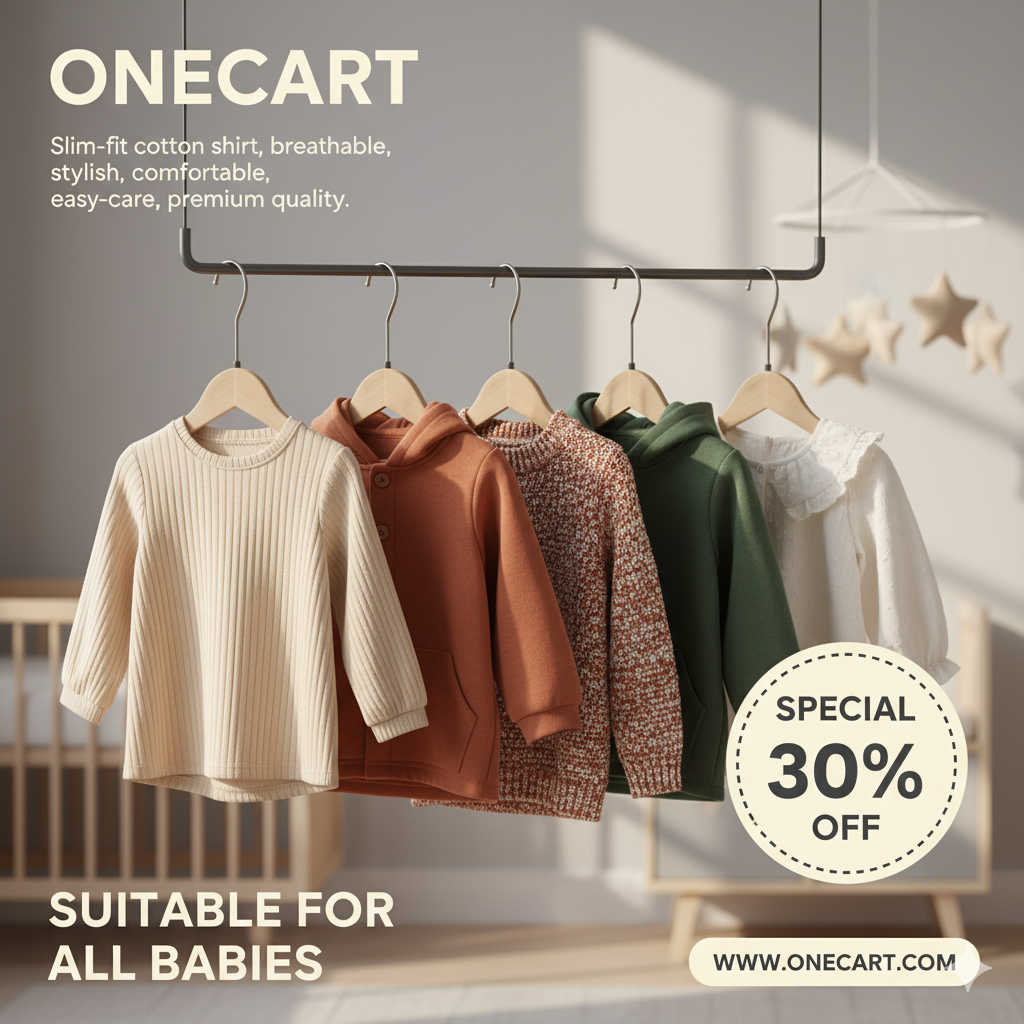 ONECART
Slim-fit cotton shirt, breathable,
stylish, comfortable,
easy-care, premium quality.
SPECIAL
30%
OFF
SUITABLE FOR
ALL BABIES
WWW.ONECART.COM